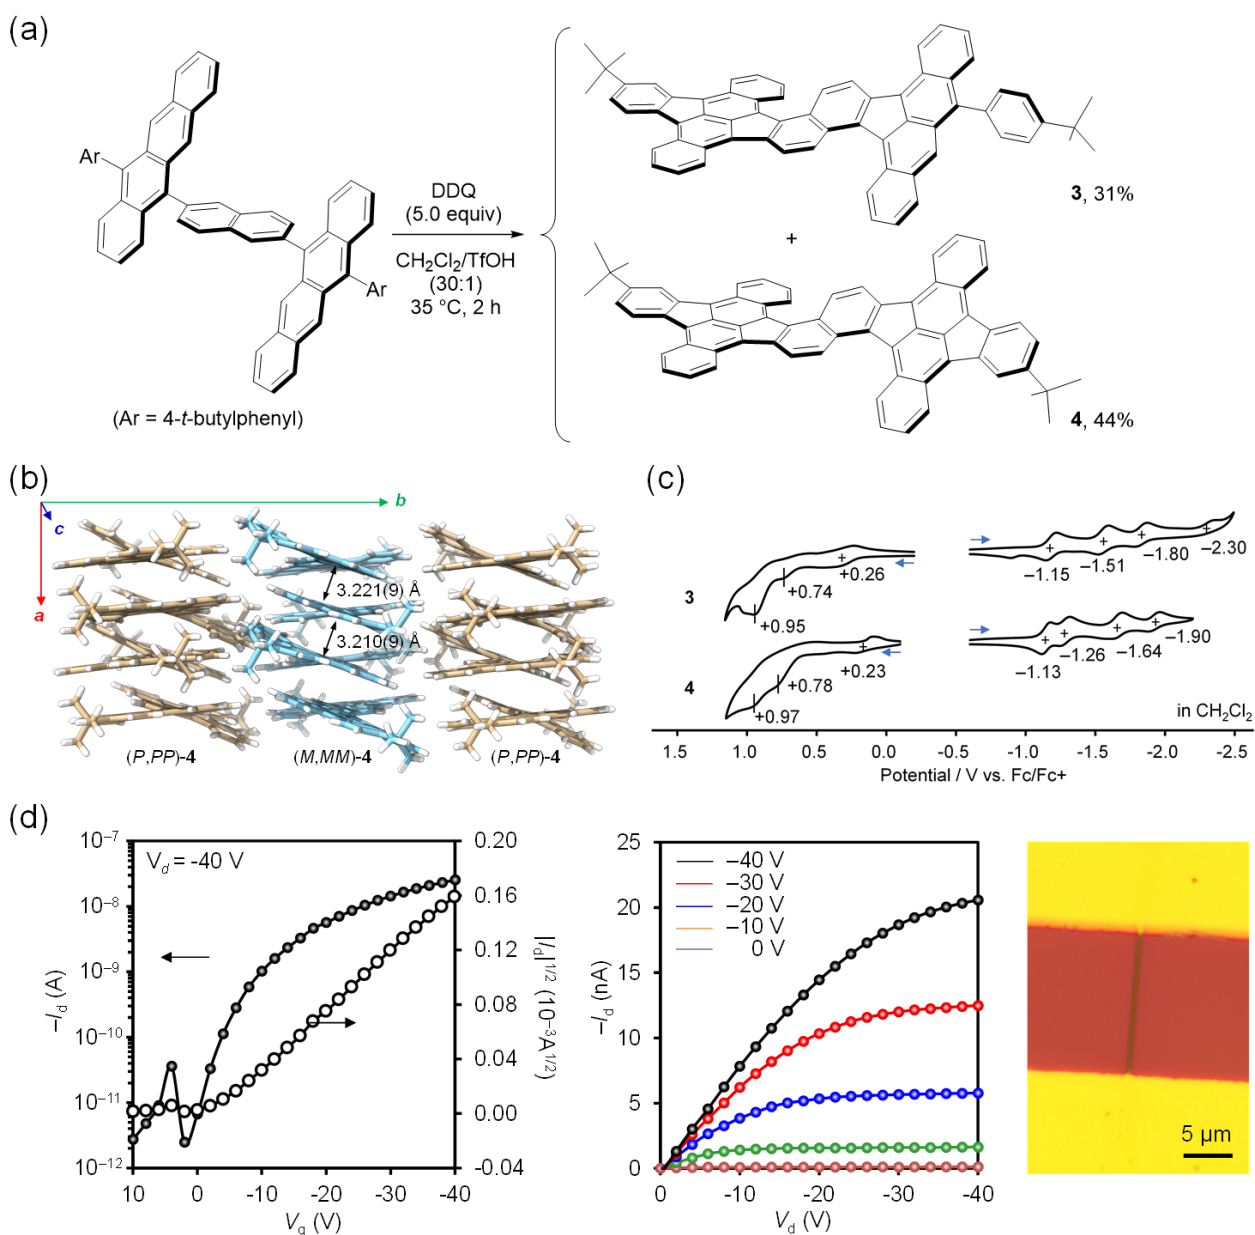 (a)
Ar
Ar
(Ar = 4-t-butylphenyl)
DDQ
(5.0 equiv)
CH2Cl2/TfOH
(30:1)
35 °C, 2 h
3, 31%
+
4, 44%
(b)
b
c
a
3.221(9) Å
3.210(9) Å
(P,PP)-4
(M,MM)-4
(P,PP)-4
(c)
3
+0.26
+0.74
+0.95
−1.15
−1.51
−1.80
−2.30
4
+0.23
+0.78
+0.97
−1.13
−1.26
−1.64
−1.90
in CH2Cl2
1.5 1.0 0.5 0.0 -0.5 -1.0 -1.5 -2.0 -2.5
Potential / V vs. Fc/Fc+
(d)
Vd = -40 V
10−7
10−8
10−9
10−10
10−11
10−12
−Id (A)
0.20
0.16
0.12
0.08
0.04
0.00
-0.04
|Id|1/2 (10−3A1/2)
10 0 -10 -20 -30 -40
Vg (V)
25
20
15
10
5
0
−Id (nA)
−40 V
−30 V
−20 V
−10 V
0 V
0 -10 -20 -30 -40
Vd (V)
5 μm